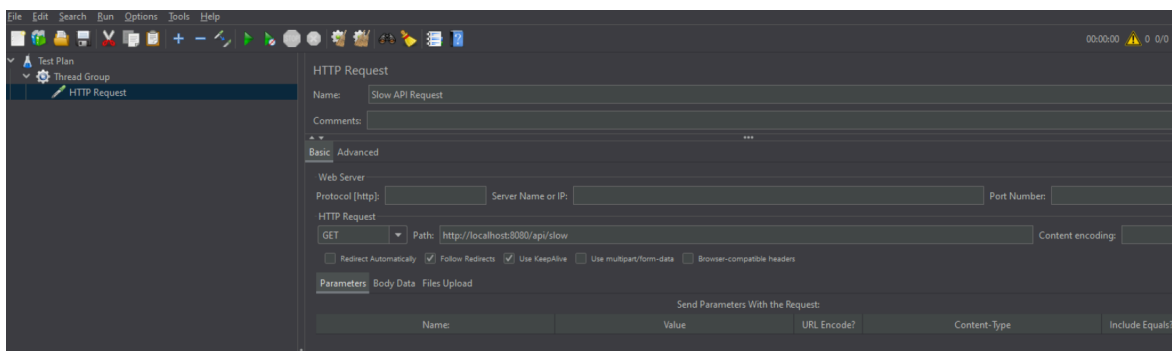 File Edit Search Run Options Tools Help
00:00:00 0 0/0
Test Plan
Thread Group
HTTP Request
HTTP Request
Name: Slow API Request
Comments:
Basic Advanced
Web Server
Protocol [http]: Server Name or IP: Port Number:
HTTP Request
GET Path: http://localhost:8080/api/slow Content encoding:
Redirect Automatically Follow Redirects Use KeepAlive Use multipart/form-data Browser-compatible headers
Parameters Body Data Files Upload
Send Parameters With the Request:
Name: Value URL Encode? Content-Type Include Equals?